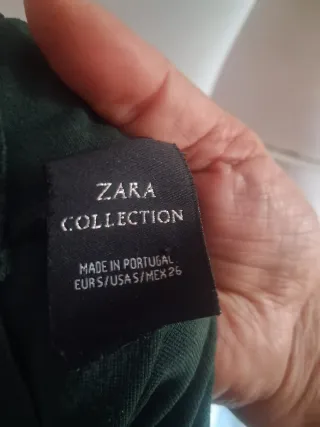 ZARA
COLLECTION
MADE IN PORTUGAL
EUR S/USA S/MEX 26